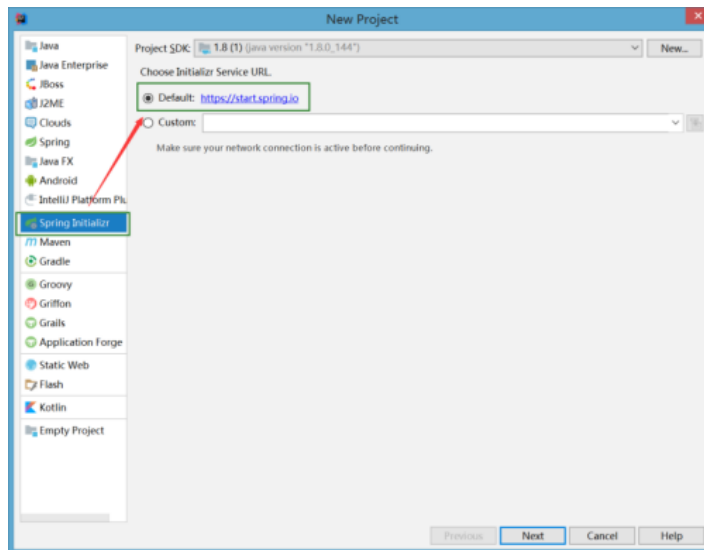 New Project
Java
Java Enterprise
JBoss
J2ME
Clouds
Spring
Java FX
Android
IntelliJ Platform Plu
Spring Initializr
Maven
Gradle
Groovy
Griffon
Grails
Application Forge
Static Web
Flash
Kotlin
Empty Project
Project SDK: 1.8 (1) (java version "1.8.0_144") New...
Choose Initializr Service URL.
Default: https://start.spring.io
Custom:
Make sure your network connection is active before continuing.
Previous Next Cancel Help